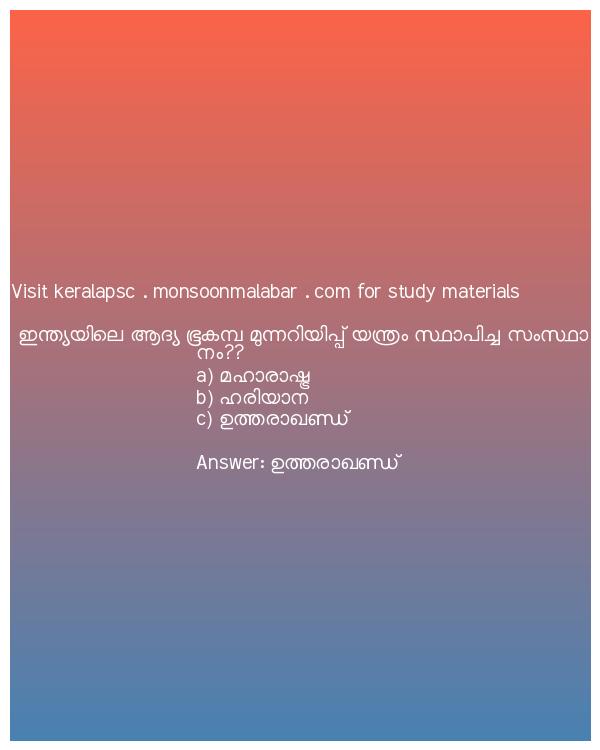 Visit keralapsc . monsoonmalabar . com for study materials
ഇന്ത്യയിലെ ആദ്യ ഭൂകമ്പ മുന്നറിയിപ്പ് യന്ത്രം സ്ഥാപിച്ച സംസ്ഥാ
നം??
a) മഹാരാഷ്ട്ര
b) ഹരിയാന
c) ഉത്തരാഖണ്ഡ്
Answer: ഉത്തരാഖണ്ഡ്